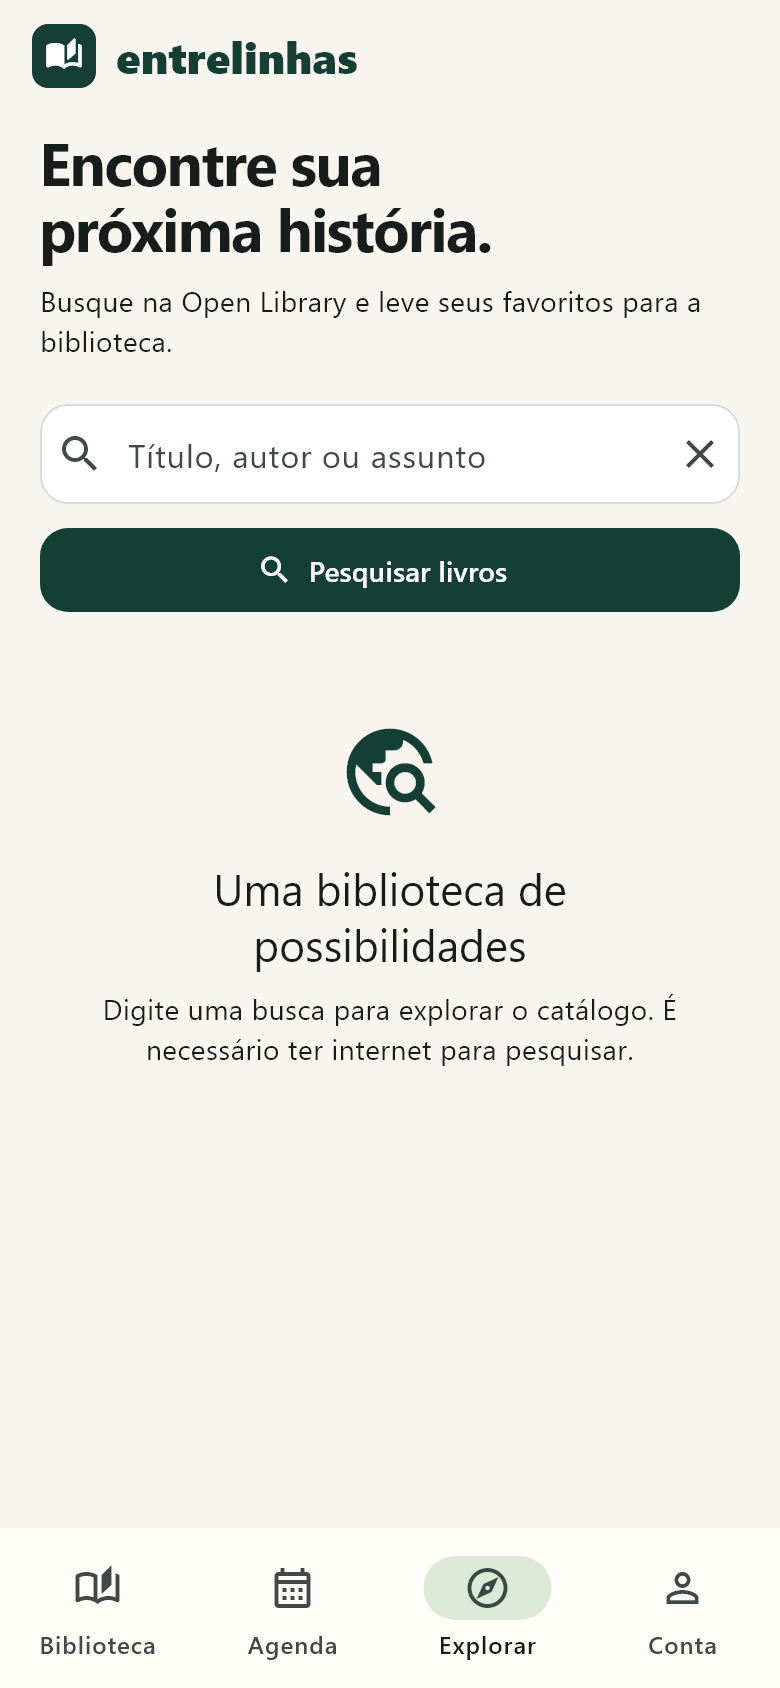 entrelinhas
Encontre sua
próxima história.
Busque na Open Library e leve seus favoritos para a
biblioteca.
Título, autor ou assunto
Pesquisar livros
Uma biblioteca de
possibilidades
Digite uma busca para explorar o catálogo. É
necessário ter internet para pesquisar.
Biblioteca
Agenda
Explorar
Conta